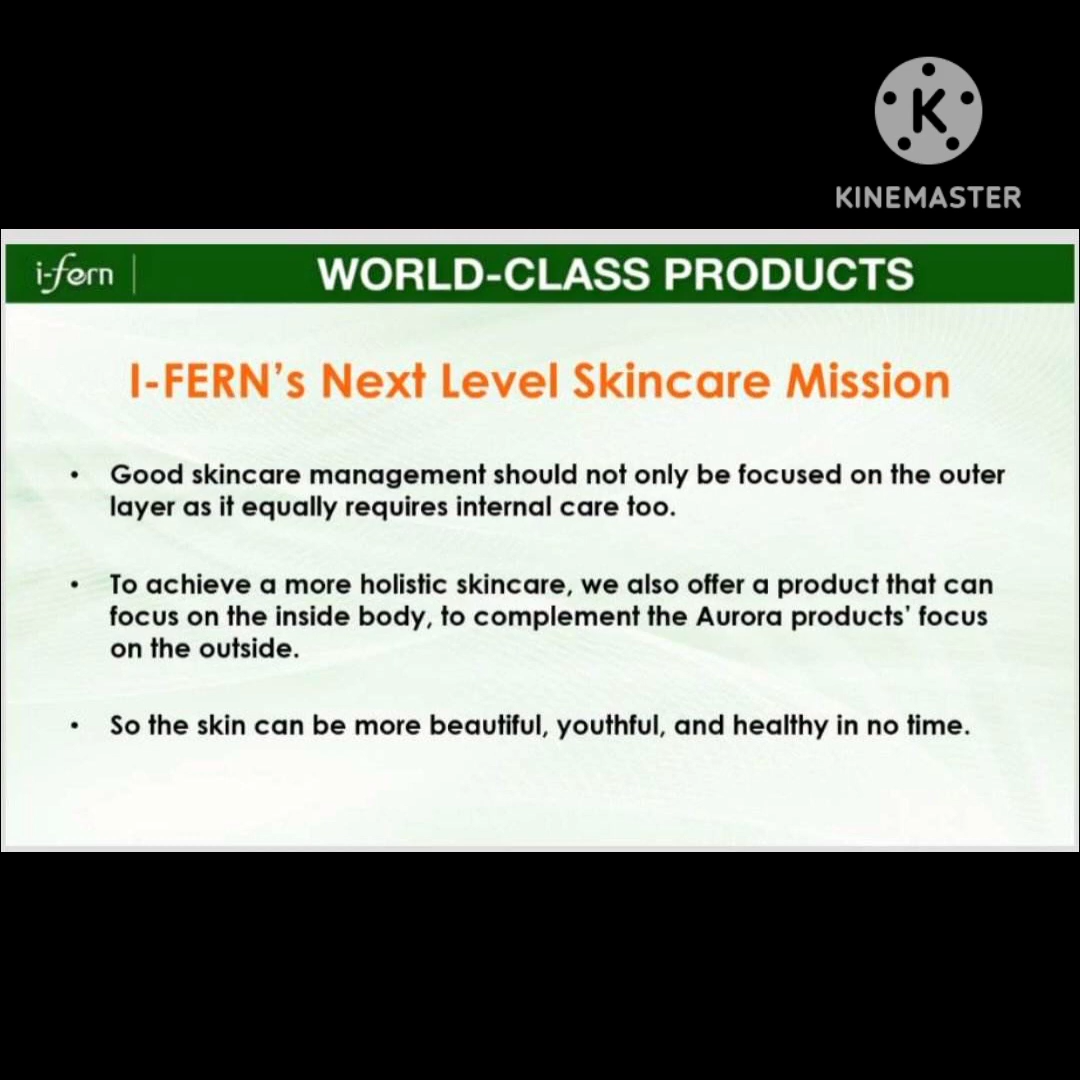 K
KINEMASTER
i-fern
WORLD-CLASS PRODUCTS
I-FERN's Next Level Skincare Mission
• Good skincare management should not only be focused on the outer
layer as it equally requires internal care too.
• To achieve a more holistic skincare, we also offer a product that can
focus on the inside body, to complement the Aurora products' focus
on the outside.
• So the skin can be more beautiful, youthful, and healthy in no time.